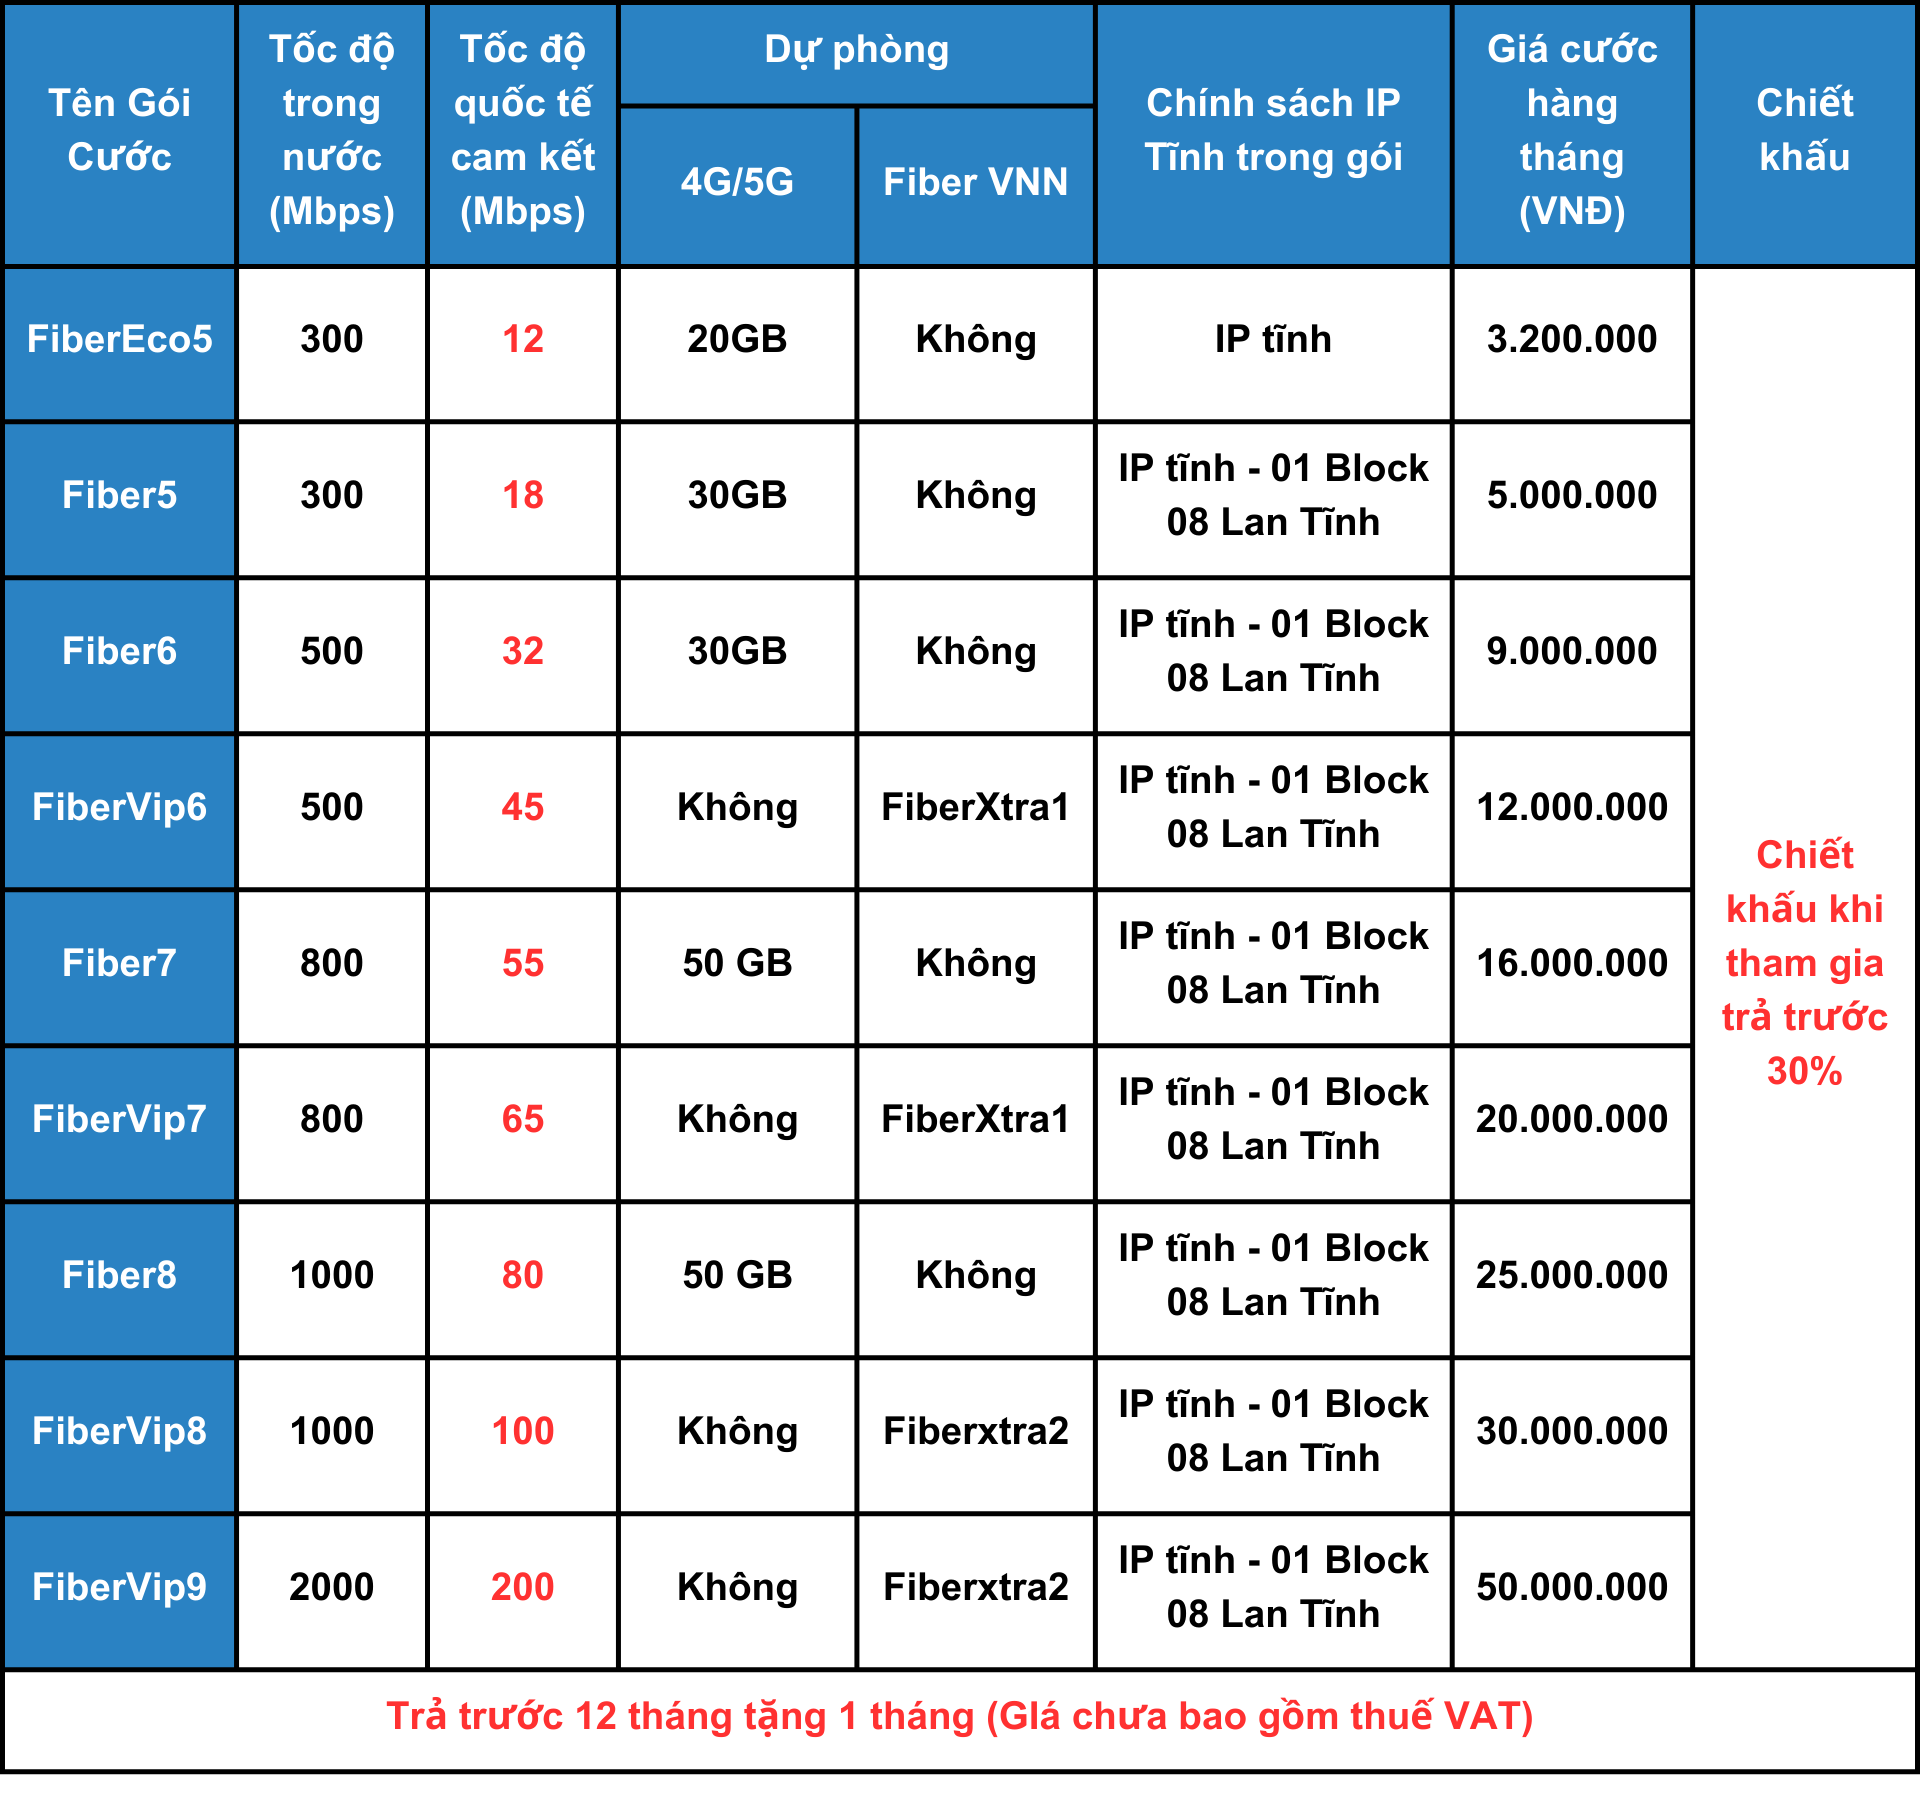 Tên Gói
Cước
Tốc độ
trong
nước
(Mbps)
Tốc độ
quốc tế
cam kết
(Mbps)
Dự phòng
4G/5G
Fiber VNN
Chính sách IP
Tĩnh trong gói
Giá cước
hàng
tháng
(VNĐ)
Chiết
khấu
FiberEco5
300
12
20GB
Không
IP tĩnh
3.200.000
Fiber5
300
18
30GB
Không
IP tĩnh - 01 Block
08 Lan Tĩnh
5.000.000
Fiber6
500
32
30GB
Không
IP tĩnh - 01 Block
08 Lan Tĩnh
9.000.000
FiberVip6
500
45
Không
FiberXtra1
IP tĩnh - 01 Block
08 Lan Tĩnh
12.000.000
Fiber7
800
55
50 GB
Không
IP tĩnh - 01 Block
08 Lan Tĩnh
16.000.000
FiberVip7
800
65
Không
FiberXtra1
IP tĩnh - 01 Block
08 Lan Tĩnh
20.000.000
Fiber8
1000
80
50 GB
Không
IP tĩnh - 01 Block
08 Lan Tĩnh
25.000.000
FiberVip8
1000
100
Không
Fiberxtra2
IP tĩnh - 01 Block
08 Lan Tĩnh
30.000.000
FiberVip9
2000
200
Không
Fiberxtra2
IP tĩnh - 01 Block
08 Lan Tĩnh
50.000.000
Chiết
khấu khi
tham gia
trả trước
30%
Trả trước 12 tháng tặng 1 tháng (GIá chưa bao gồm thuế VAT)